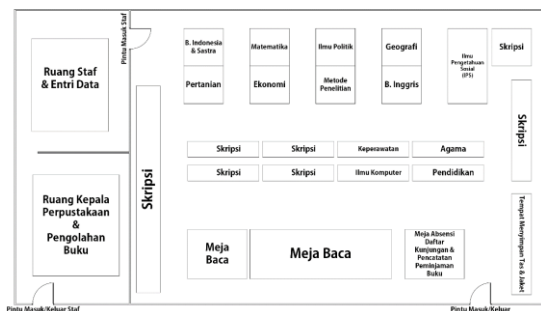 Pintu Masuk Staf
Ruang Staf
& Entri Data
B. Indonesia
& Sastra
Matematika
Ilmu Politik
Geografi
Ilmu
Pengetahuan
Sosial
(IPS)
Skripsi
Pertanian
Ekonomi
Metode
Penelitian
B. Inggris
Skripsi
Skripsi
Skripsi
Skripsi
Keperawatan
Agama
Skripsi
Skripsi
Ilmu Komputer
Pendidikan
Ruang Kepala
Perpustakaan
&
Pengolahan
Buku
Meja
Baca
Meja Baca
Meja Absensi
Daftar
Kunjungan &
Pencatatan
Peminjaman
Buku
Tempat Menyimpan Tas & Jaket
Pintu Masuk/Keluar Staf
Pintu Masuk/Keluar